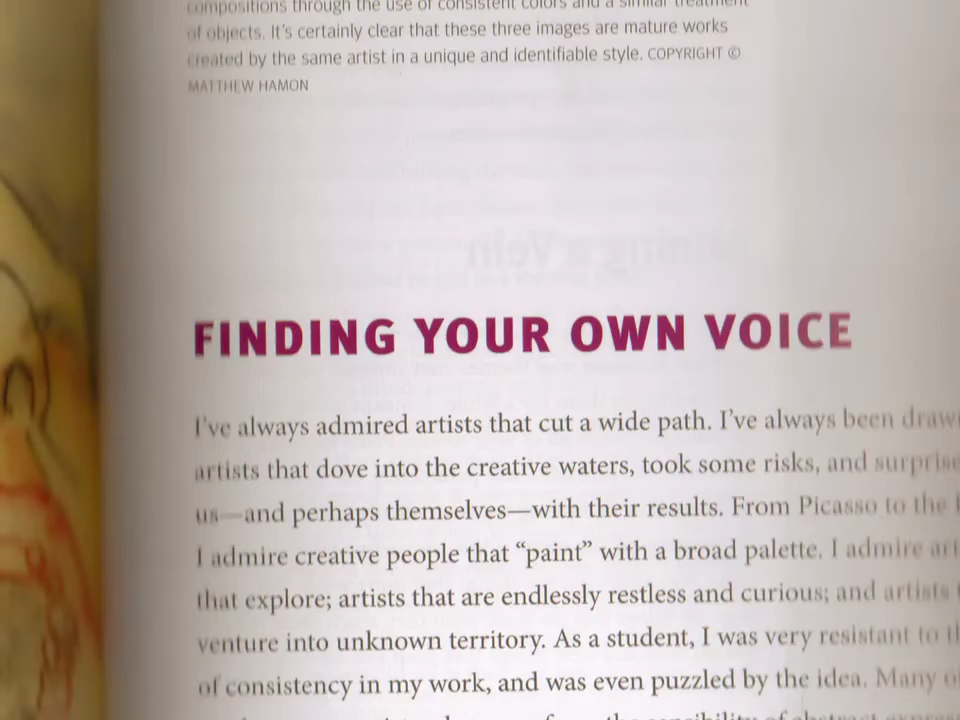 compositions through the use of consistent colors and a similar treatment
of objects. It's certainly clear that these three images are mature works
created by the same artist in a unique and identifiable style. COPYRIGHT ©
MATTHEW HAMON
FINDING YOUR OWN VOICE
I've always admired artists that cut a wide path. I've always been
artists that dove into the creative waters, took some risks, and
us—and perhaps themselves—with their results. From Picasso to the
I admire creative people that “paint” with a broad palette. I admire
that explore; artists that are endlessly restless and curious; and artists
venture into unknown territory. As a student, I was very resistant to
of consistency in my work, and was even puzzled by the idea. Many
the sensibility of abstract